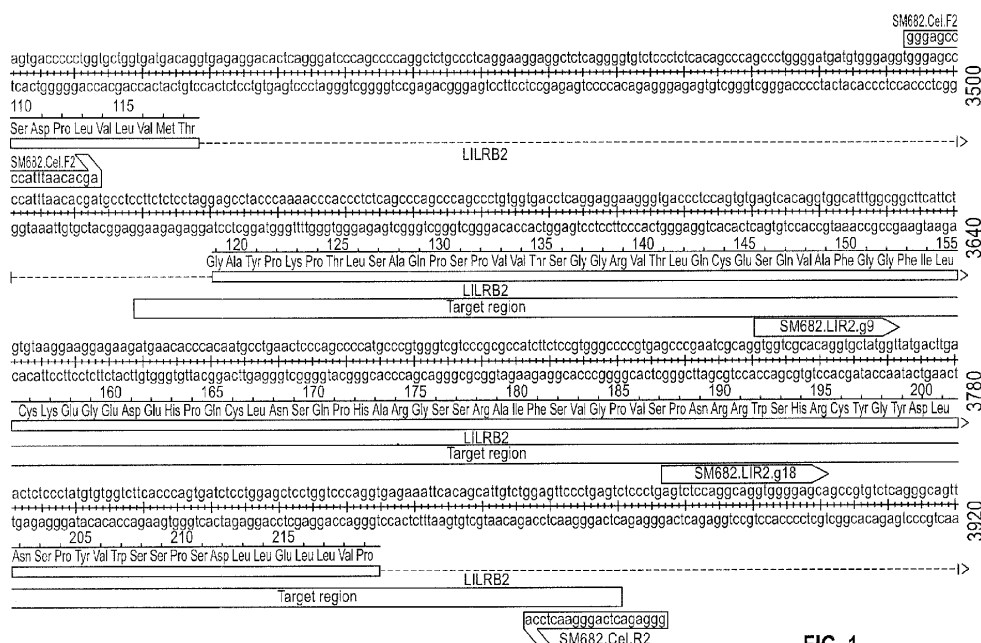 SM682.Cel.F2
gggagcc
agtgacccctggtgctggtgatgacaggtgagaggacactcagggatcccagccccaggctctgccctcaggaaggaggctctcaggggtgtctccctctcacagcccagccctggggatgatgtgggaggtgggagcc
tcactgggggaccacgaccactactgtccactctcctgtgagtccctagggtcggggtccgagacgggagtccttcctccgagagtccccacagagggagagtgtcgggtcgggacccctactacaccctccaccctcgg
3500
110 115
Ser Asp Pro Leu Val Leu Val Met Thr
LILRB2
SM682.Cel.F2
ccatttaacacga
ccatttaacacgatgcctccttctctcctaggagcctacccaaaacccaccctctcagcccagcccagccctgtggtgacctcaggaggaagggtgaccctccagtgtgagtcacaggtggcatttggcggcttcattct
ggtaaattgtgctacggaggaagagaggatcctcggatgggttttgggtgggagagtcgggtcgggtcgggacaccactggagtcctccttcccactgggaggtcacactcagtgtccaccgtaaaccgccgaagtaaga
3640
120 125 130 135 140 145 150 155
Gly Ala Tyr Pro Lys Pro Thr Leu Ser Ala Gln Pro Ser Pro Val Val Thr Ser Gly Gly Arg Val Thr Leu Gln Cys Glu Ser Gln Val Ala Phe Gly Gly Phe Ile Leu
LILRB2
Target region
SM682.LIR2.g9
gtgtaaggaaggagaagatgaacacccacaatgcctgaactcccagccccatgcccgtgggtcgtcccgcgccatcttctccgtgggccccgtgagcccgaatcgcaggtggtcgcacaggtgctatggttatgacttga
cacattccttcctcttctacttgtgggtgttacggacttgagggtcggggtacgggcacccagcagggcgcggtagaagaggcacccggggcactcgggcttagcgtccaccagcgtgtccacgataccaatactgaact
3780
160 165 170 175 180 185 190 195 200
Cys Lys Glu Gly Glu Asp Glu His Pro Gln Cys Leu Asn Ser Gln Pro His Ala Arg Gly Ser Ser Arg Ala Ile Phe Ser Val Gly Pro Val Ser Pro Asn Arg Arg Trp Ser His Arg Cys Tyr Gly Tyr Asp Leu
LILRB2
Target region
SM682.LIR2.g18
actctccctatgtgtggtcttcacccagtgatctcctggagctcctggtcccaggtgagaaattcacagcattgtctggagttccctgagtctccctgagtctccaggcaggtggggagcagccgtgtctcagggcagtt
tgagagggatacacaccagaagtgggtcactagaggacctcgaggaccagggtccactctttaagtgtcgtaacagacctcaagggactcagagggactcagaggtccgtccacccctcgtcggcacagagtcccgtcaa
3920
205 210 215
Asn Ser Pro Tyr Val Trp Ser Ser Pro Ser Asp Leu Leu Glu Leu Leu Val Pro
LILRB2
Target region
acctcaagggactcagaggg
SM682.Cel.R2
FIG. 1